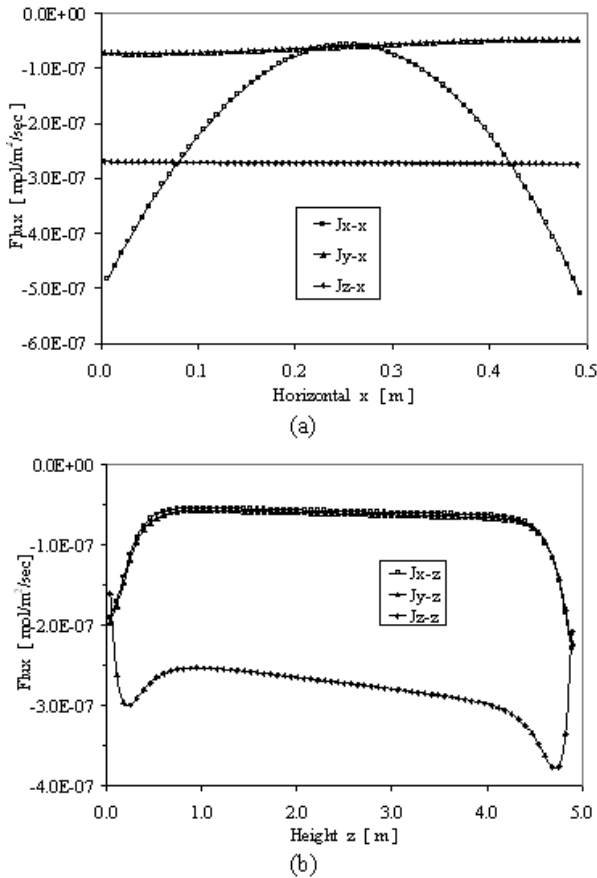 0.0E+00
-1.0E-07
-2.0E-07
-3.0E-07
-4.0E-07
-5.0E-07
-6.0E-07
Flux [mol/m²/sec]
Jx-x
Jy-x
Jz-x
0.0 0.1 0.2 0.3 0.4 0.5
Horizontal x [m]
(a)
0.0E+00
-1.0E-07
-2.0E-07
-3.0E-07
-4.0E-07
Flux [mol/m²/sec]
Jx-z
Jy-z
Jz-z
0.0 1.0 2.0 3.0 4.0 5.0
Height z [m]
(b)